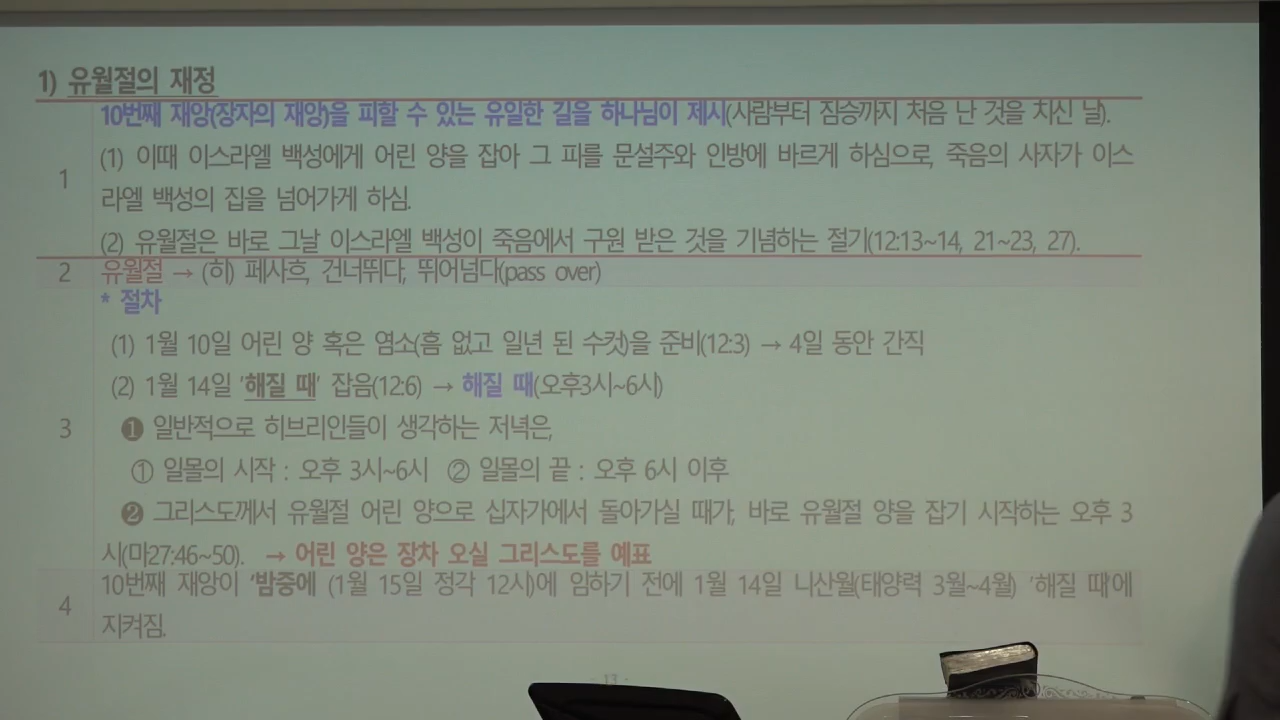 1) 유월절의 재정
10번째 재앙(장자의 재앙)을 피할 수 있는 유일한 길을 하나님이 제시(사람부터 짐승까지 처음 난 것을 치신 날).
1
(1) 이때 이스라엘 백성에게 어린 양을 잡아 그 피를 문설주와 인방에 바르게 하심으로, 죽음의 사자가 이스
라엘 백성의 집을 넘어가게 하심.
(2) 유월절은 바로 그날 이스라엘 백성이 죽음에서 구원 받은 것을 기념하는 절기(12:13~14, 21~23, 27).
2 유월절 → (히) 페사흐, 건너뛰다, 뛰어넘다(pass over)
* 절차
(1) 1월 10일 어린 양 혹은 염소(흠 없고 일년 된 수컷)을 준비(12:3) → 4일 동안 간직
(2) 1월 14일 '해질 때' 잡음(12:6) → 해질 때(오후3시~6시)
3 ❶ 일반적으로 히브리인들이 생각하는 저녁은,
① 일몰의 시작 : 오후 3시~6시 ② 일몰의 끝 : 오후 6시 이후
❷ 그리스도께서 유월절 어린 양으로 십자가에서 돌아가실 때가, 바로 유월절 양을 잡기 시작하는 오후 3
시(마27:46~50). → 어린 양은 장차 오실 그리스도를 예표
4
10번째 재앙이 '밤중에 (1월 15일 정각 12시)에 임하기 전에 1월 14일 니산월(태양력 3월~4월) '해질 때'에
지켜짐.
- 13 -